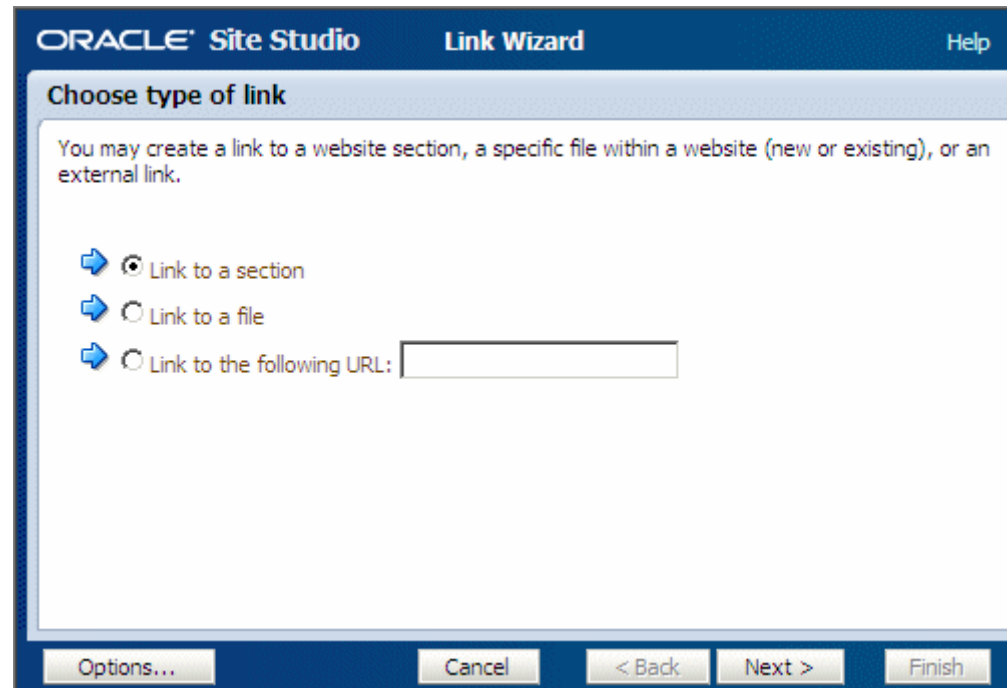 ORACLE Site Studio Link Wizard Help
Choose type of link
You may create a link to a website section, a specific file within a website (new or existing), or an
external link.
Link to a section
Link to a file
Link to the following URL:
Options... Cancel < Back Next > Finish